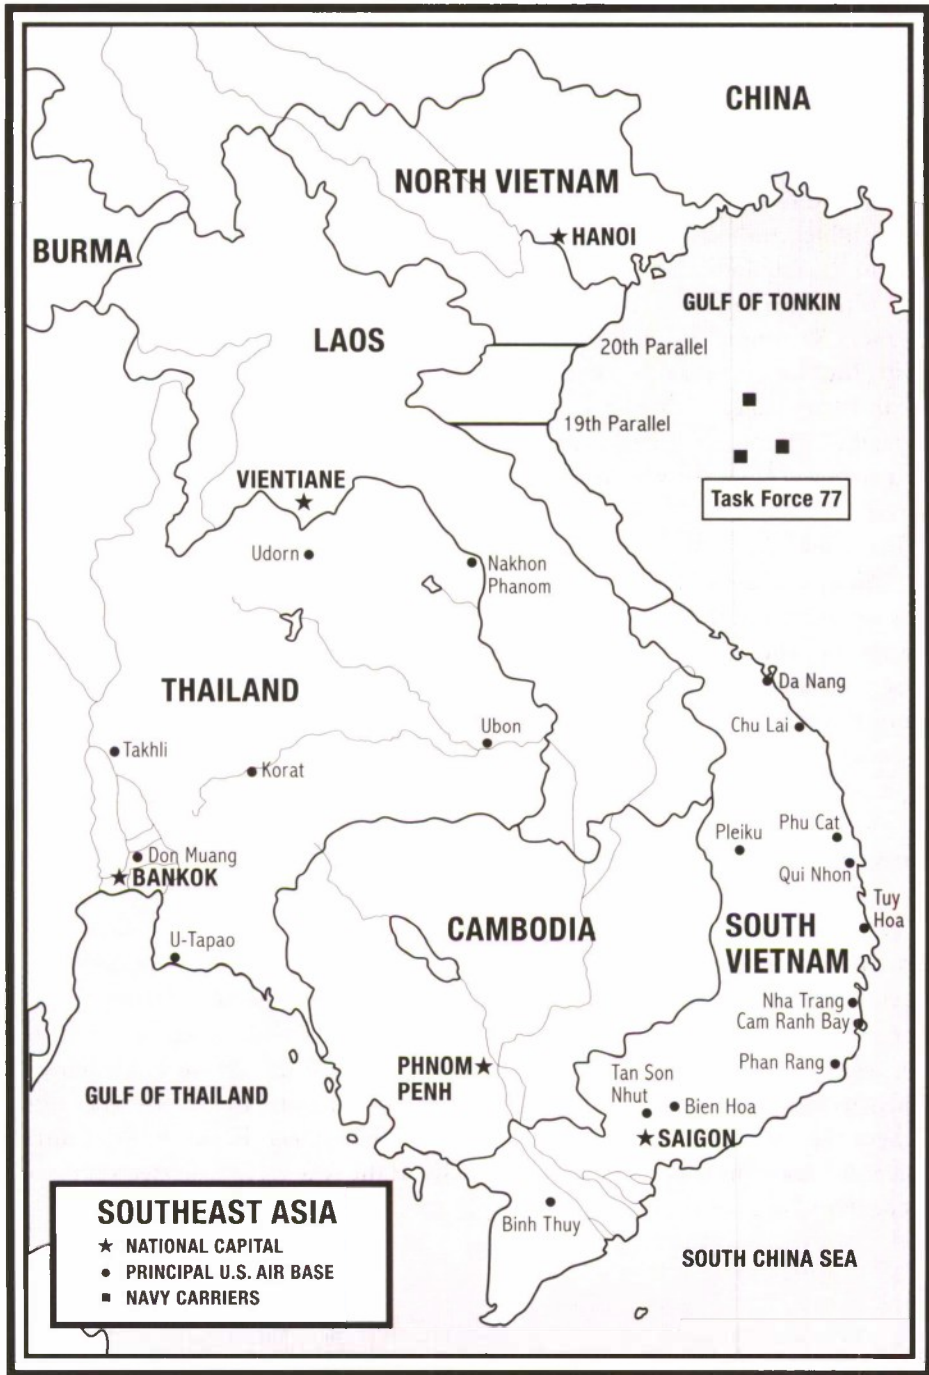 CHINA
NORTH VIETNAM
HANOI
BURMA
GULF OF TONKIN
LAOS
20th Parallel
19th Parallel
VIENTIANE
Task Force 77
Udorn
Nakhon
Phanom
THAILAND
Da Nang
Chu Lai
Ubon
Takhli
Korat
Phu Cat
Pleiku
Don Muang
BANKOK
Qui Nhon
Tuy
Hoa
CAMBODIA
SOUTH
VIETNAM
U-Tapao
Nha Trang
Cam Ranh Bay
PHNOM
PENH
Phan Rang
Tan Son
Nhut
GULF OF THAILAND
Bien Hoa
SAIGON
Binh Thuy
SOUTH CHINA SEA
SOUTHEAST ASIA
NATIONAL CAPITAL
PRINCIPAL U.S. AIR BASE
NAVY CARRIERS